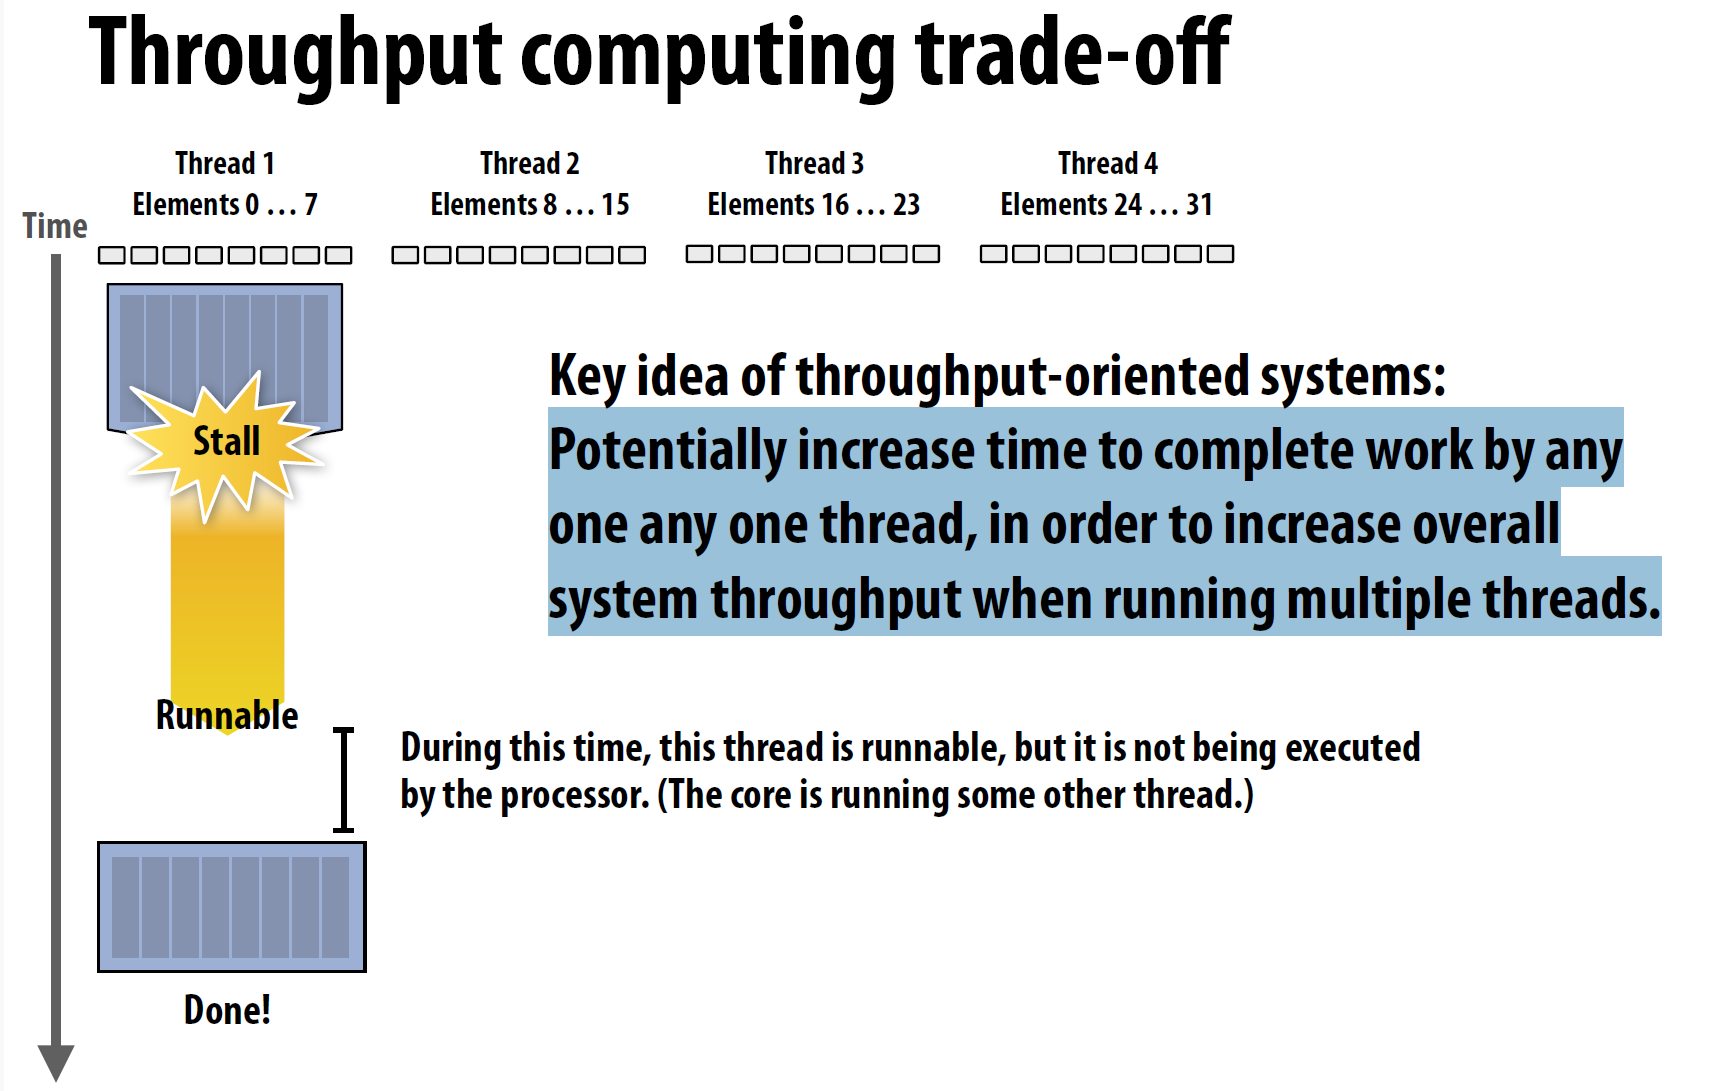 Throughput computing trade-off
Thread 1
Elements 0 … 7
Thread 2
Elements 8 … 15
Thread 3
Elements 16 … 23
Thread 4
Elements 24 … 31
Time
Stall
Runnable
Done!
Key idea of throughput-oriented systems:
Potentially increase time to complete work by any
one any one thread, in order to increase overall
system throughput when running multiple threads.
During this time, this thread is runnable, but it is not being executed
by the processor. (The core is running some other thread.)